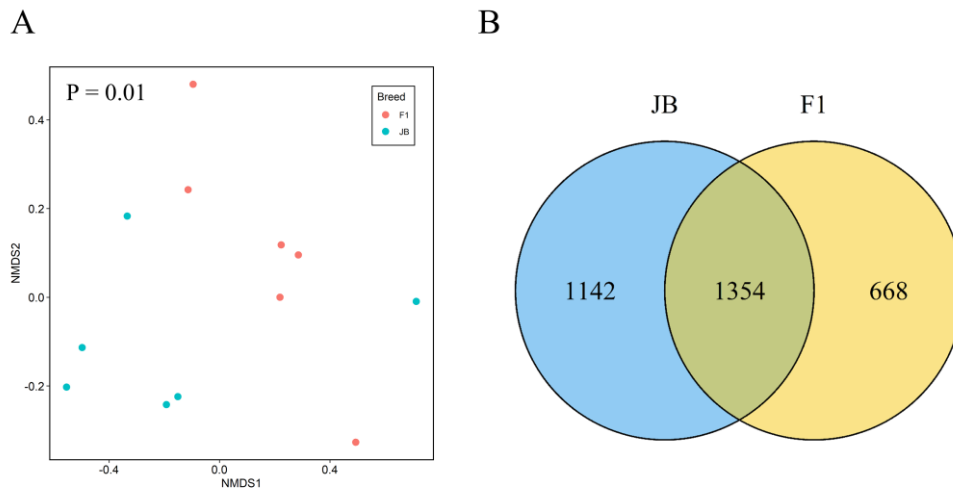 A
P = 0.01
Breed
F1
JB
0.4
0.2
0.0
-0.2
NMDS2
-0.4
0.0
0.4
NMDS1
B
JB
F1
1142
1354
668